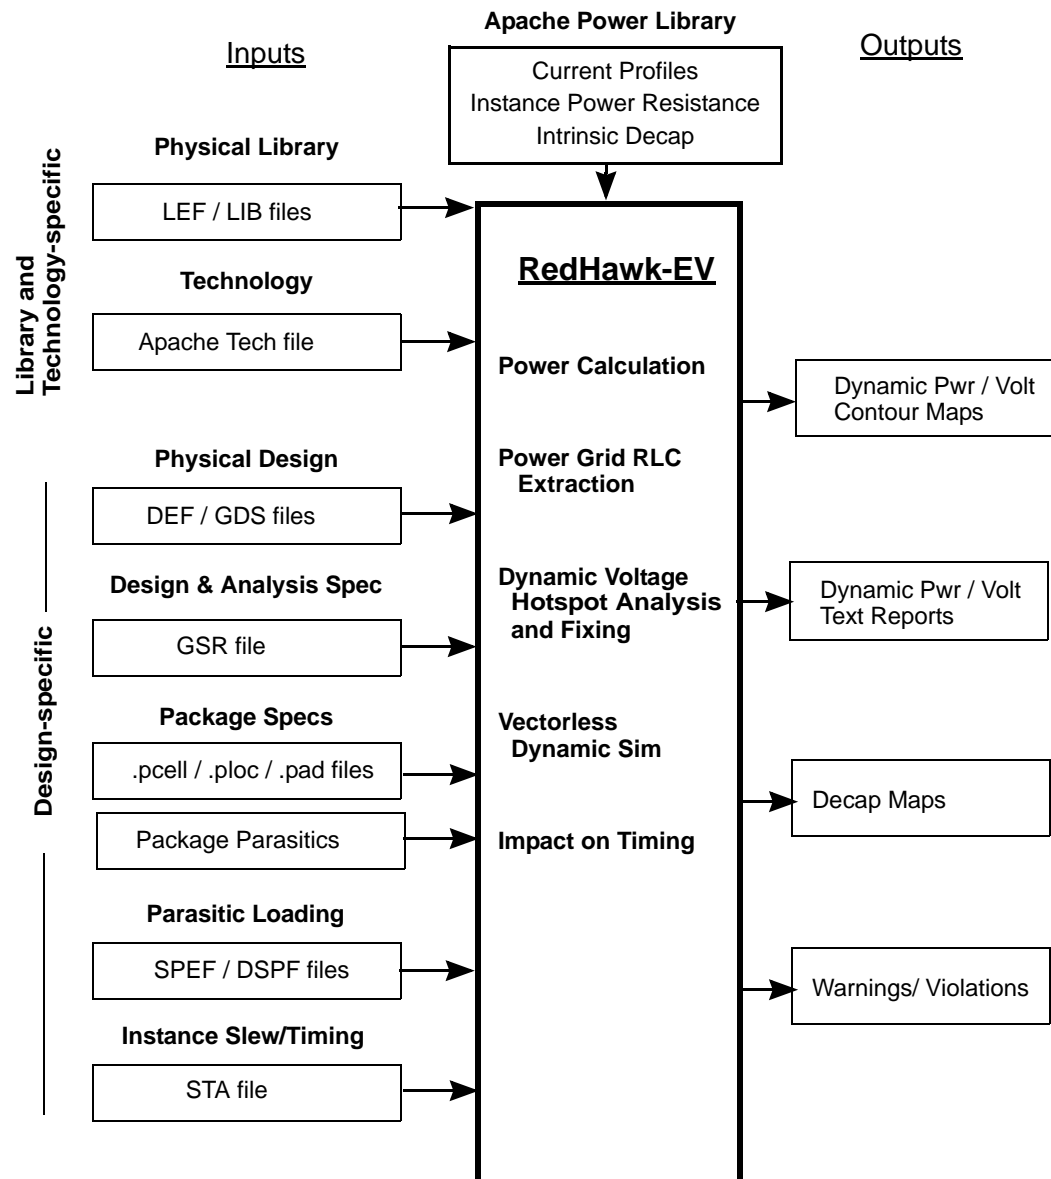 Apache Power Library
Inputs
Outputs
Current Profiles
Instance Power Resistance
Intrinsic Decap
Library and
Technology-specific
Physical Library
LEF / LIB files
Technology
Apache Tech file
Design-specific
Physical Design
DEF / GDS files
Design & Analysis Spec
GSR file
Package Specs
.pcell / .ploc / .pad files
Package Parasitics
Parasitic Loading
SPEF / DSPF files
Instance Slew/Timing
STA file
RedHawk-EV
Power Calculation
Power Grid RLC
Extraction
Dynamic Voltage
Hotspot Analysis
and Fixing
Vectorless
Dynamic Sim
Impact on Timing
Dynamic Pwr / Volt
Contour Maps
Dynamic Pwr / Volt
Text Reports
Decap Maps
Warnings/ Violations